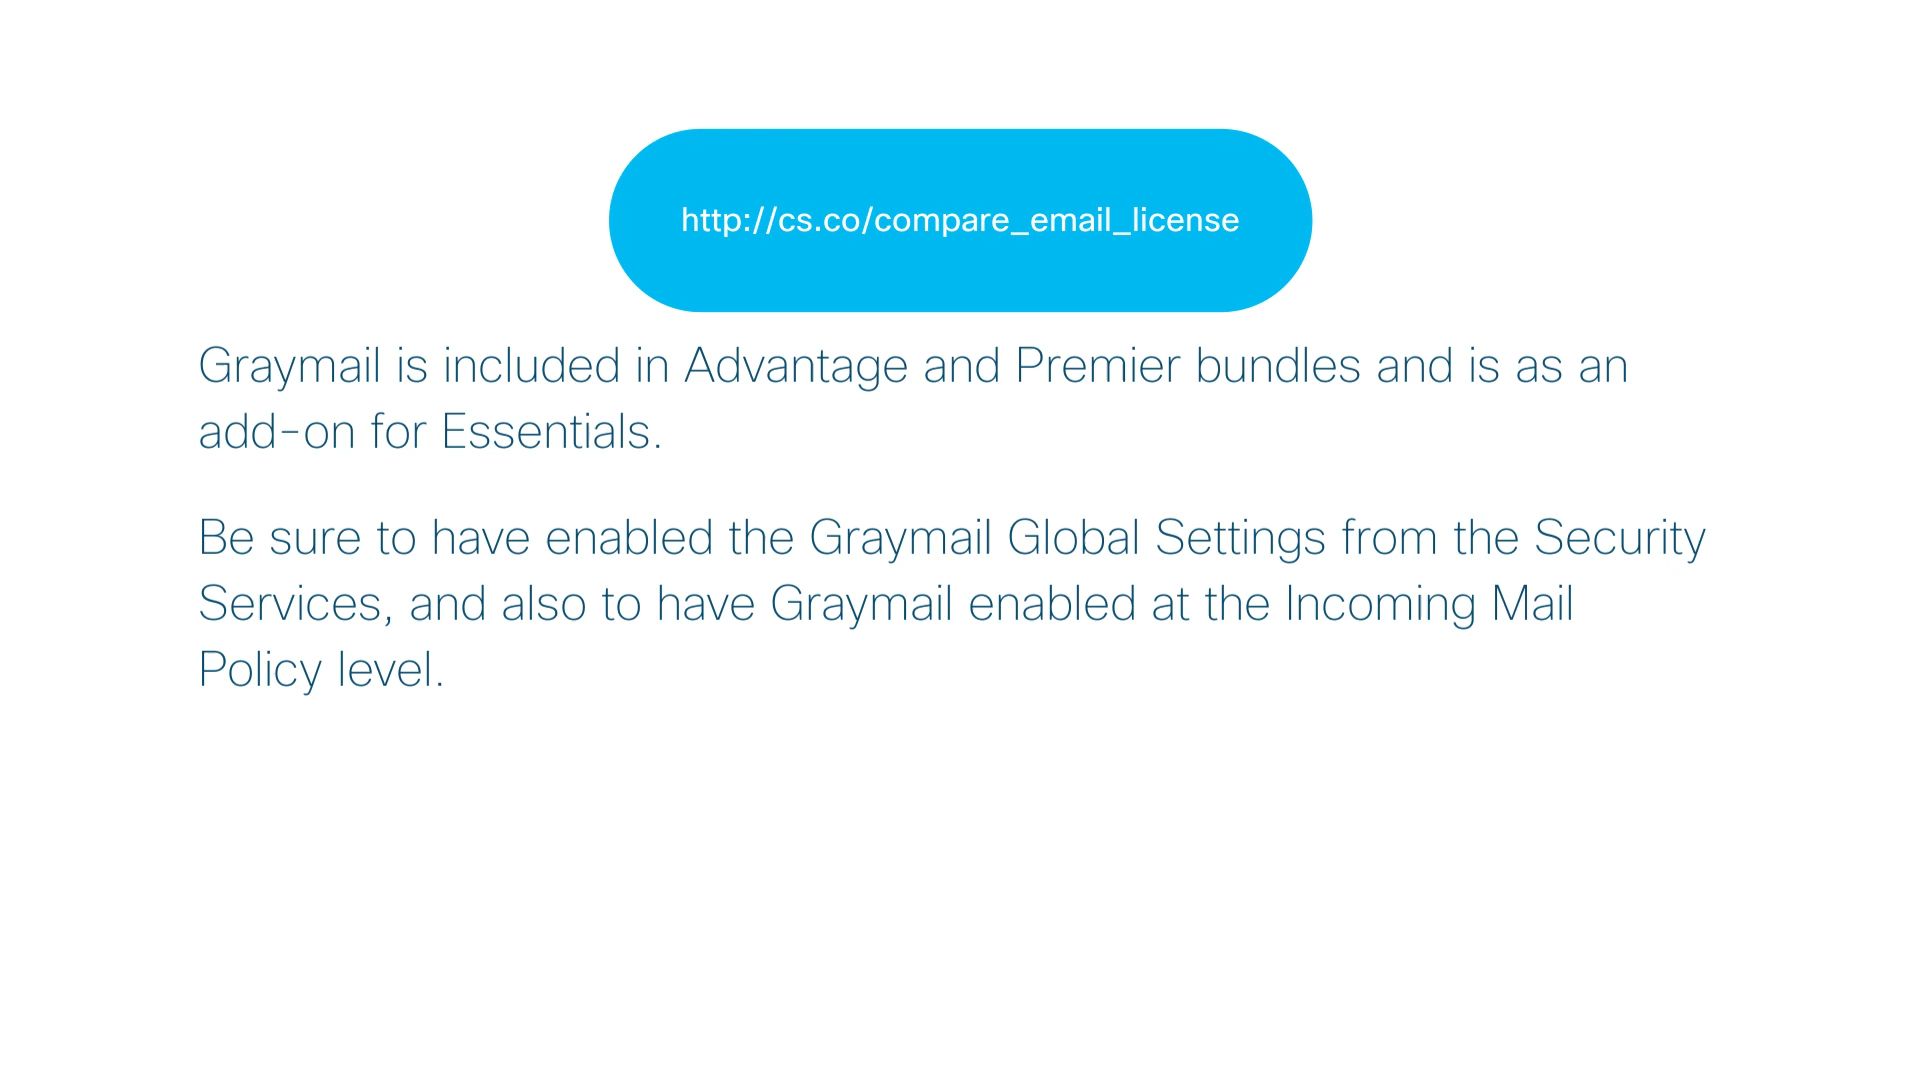 http://cs.co/compare_email_license
Graymail is included in Advantage and Premier bundles and is as an
add-on for Essentials.
Be sure to have enabled the Graymail Global Settings from the Security
Services, and also to have Graymail enabled at the Incoming Mail
Policy level.